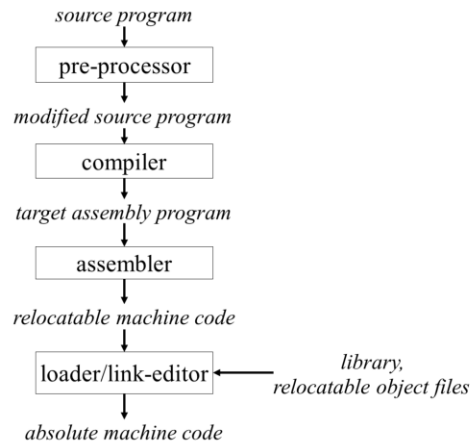 source program
pre-processor
modified source program
compiler
target assembly program
assembler
relocatable machine code
loader/link-editor
library,
relocatable object files
absolute machine code